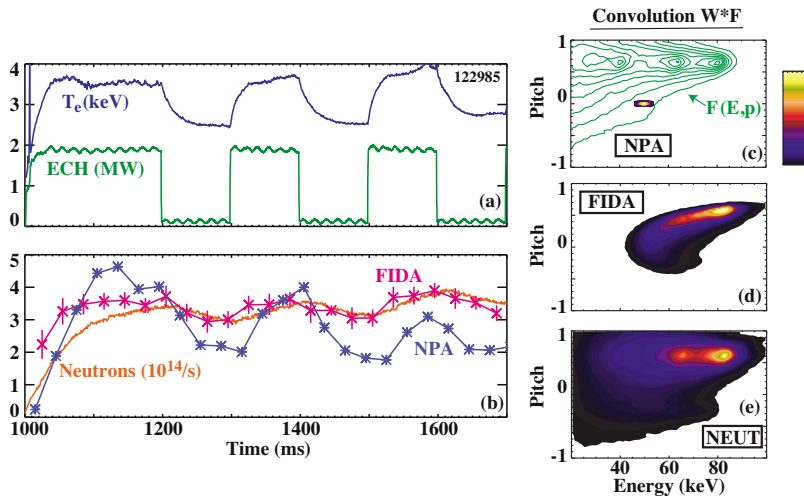 Convolution W*F
4
3
2
1
0
122985
Te(keV)
ECH (MW)
(a)
5
4
3
2
1
0
FIDA
NPA
Neutrons (10^14/s)
(b)
1000
1200
1400
1600
Time (ms)
1
0
-1
Pitch
F(E,p)
NPA
(c)
1
0
-1
Pitch
FIDA
(d)
1
0
-1
Pitch
(e)
NEUT
40
60
80
Energy (keV)